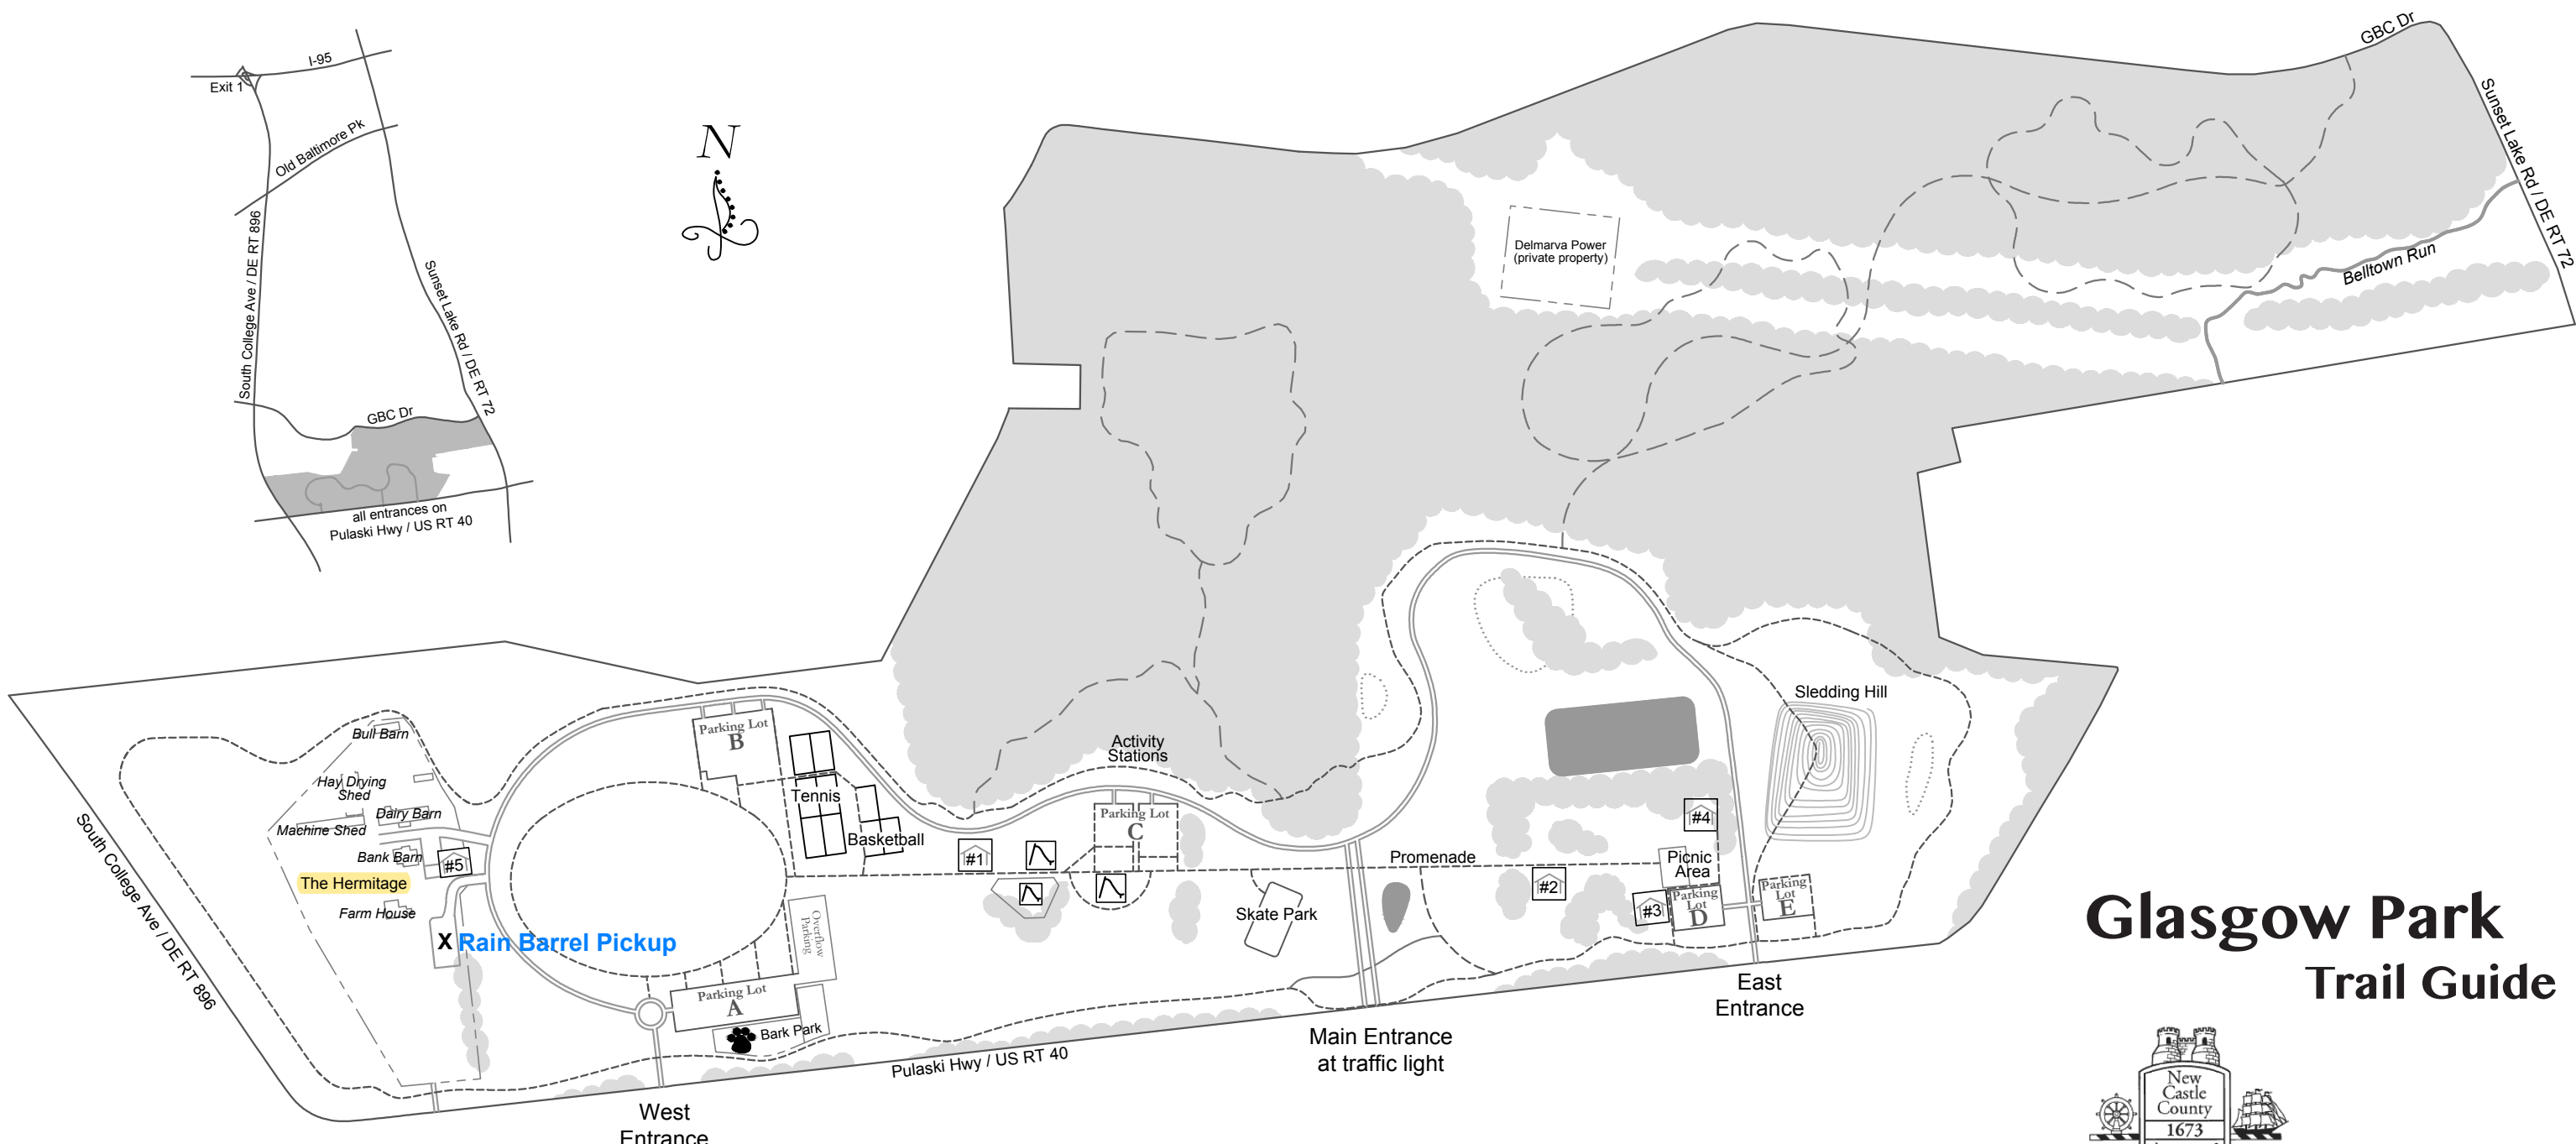 I-95
Exit 1
Old Baltimore Pk
South College Ave / DE RT 896
Sunset Lake Rd / DE RT 72
GBC Dr
all entrances on
Pulaski Hwy / US RT 40
N
GBC Dr
Sunset Lake Rd / DE RT 72
Delmarva Power
(private property)
Belltown Run
Sledding Hill
Bull Barn
Parking Lot
B
Activity
Stations
Hay Drying
Shed
Tennis
Dairy Barn
Machine Shed
Basketball
Parking Lot
C
#4
Bank Barn
#5
#1
Promenade
Picnic
Area
The Hermitage
#2
Parking
Lot
D
Parking
Lot
E
#3
Farm House
Skate Park
Overflow
Parking
X Rain Barrel Pickup
South College Ave / DE RT 896
Parking Lot
A
Bark Park
East
Entrance
Main Entrance
at traffic light
Pulaski Hwy / US RT 40
West
Entrance
Glasgow Park
Trail Guide
New
Castle
County
1673